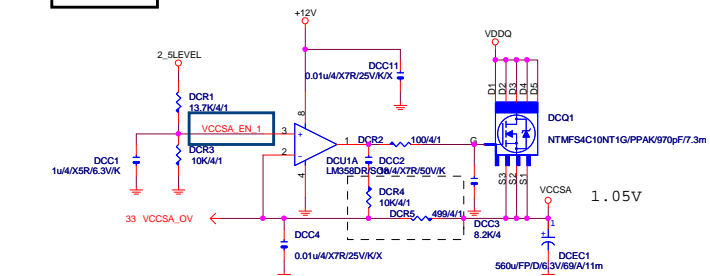 +12V
VDDQ
2_5LEVEL
DCC11
0.01u/4/X7R/25V/K/X
D1
D2
D3
D4
D5
DCR1
13.7K/4/1
DCQ1
VCCSA_EN_1
3
8
+
1
DCR2
100/4/1
G
NTMFS4C10NT1G/PPAK/970pF/7.3m
2
-
DCR3
10K/4/1
DCC1
1u/4/X5R/6.3V/K
4
DCU1A
LM358DR/SO8
DCC2
/4/X7R/50V/K
S3
S2
S1
DCR4
10K/4/1
VCCSA
1.05V
33 VCCSA_OV
DCR5
499/4/1
DCC3
8.2K/4
+
1
DCC4
0.01u/4/X7R/25V/K/X
DCEC1
560u/FP/D/6.3V/69/A/11m